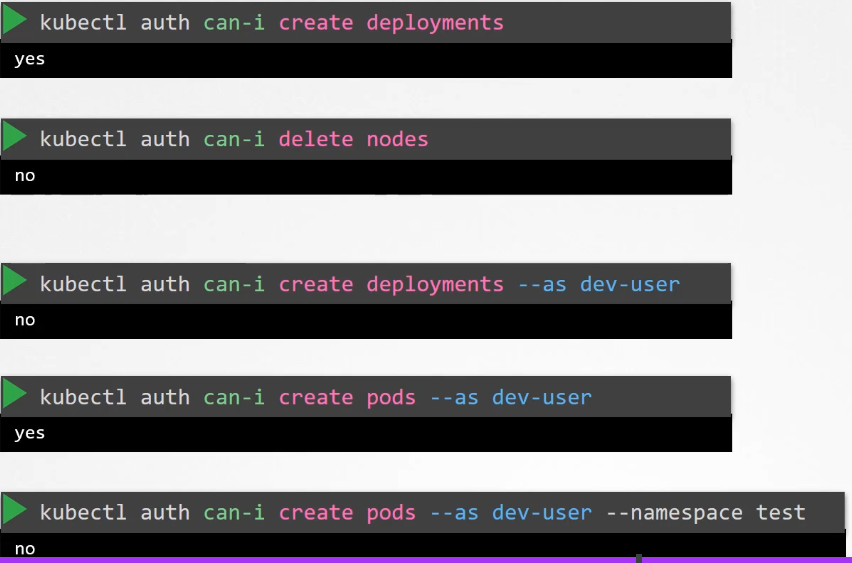 kubectl auth can-i create deployments
yes
kubectl auth can-i delete nodes
no
kubectl auth can-i create deployments --as dev-user
no
kubectl auth can-i create pods --as dev-user
yes
kubectl auth can-i create pods --as dev-user --namespace test
no